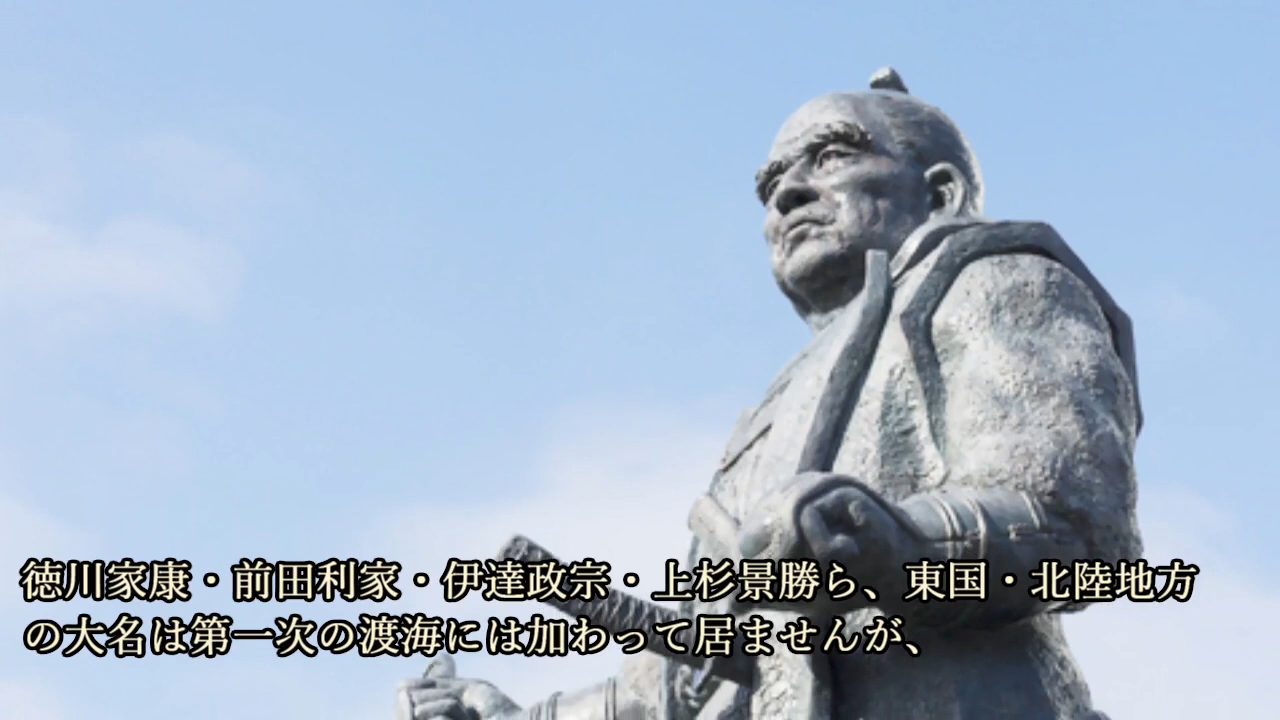 徳川家康・前田利家・伊達政宗・上杉景勝ら、東国・北陸地方
の大名は第一次の渡海には加わって居ませんが、